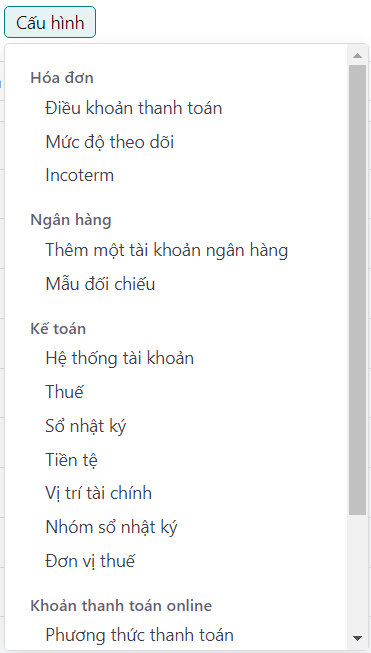 Cấu hình
Hóa đơn
Điều khoản thanh toán
Mức độ theo dõi
Incoterm
Ngân hàng
Thêm một tài khoản ngân hàng
Mẫu đối chiếu
Kế toán
Hệ thống tài khoản
Thuế
Sổ nhật ký
Tiền tệ
Vị trí tài chính
Nhóm sổ nhật ký
Đơn vị thuế
Khoản thanh toán online
Phương thức thanh toán